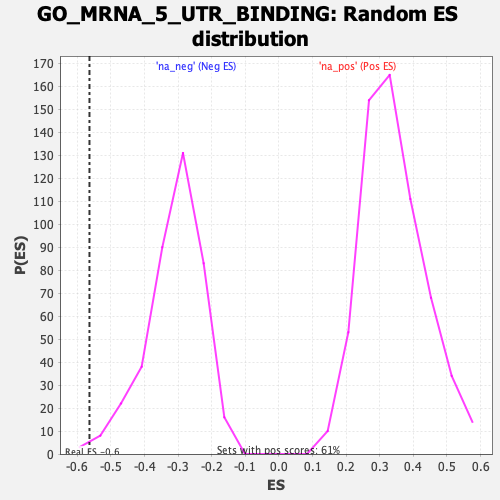 GO_MRNA_5_UTR_BINDING: Random ES
distribution
'na_neg' (Neg ES)
'na_pos' (Pos ES)
170
160
150
140
130
120
110
100
90
80
70
60
50
40
30
20
10
0
P(ES)
Real ES -0.6
Sets with pos scores: 61%
-0.6 -0.5 -0.4 -0.3 -0.2 -0.1 0.0 0.1 0.2 0.3 0.4 0.5 0.6
ES